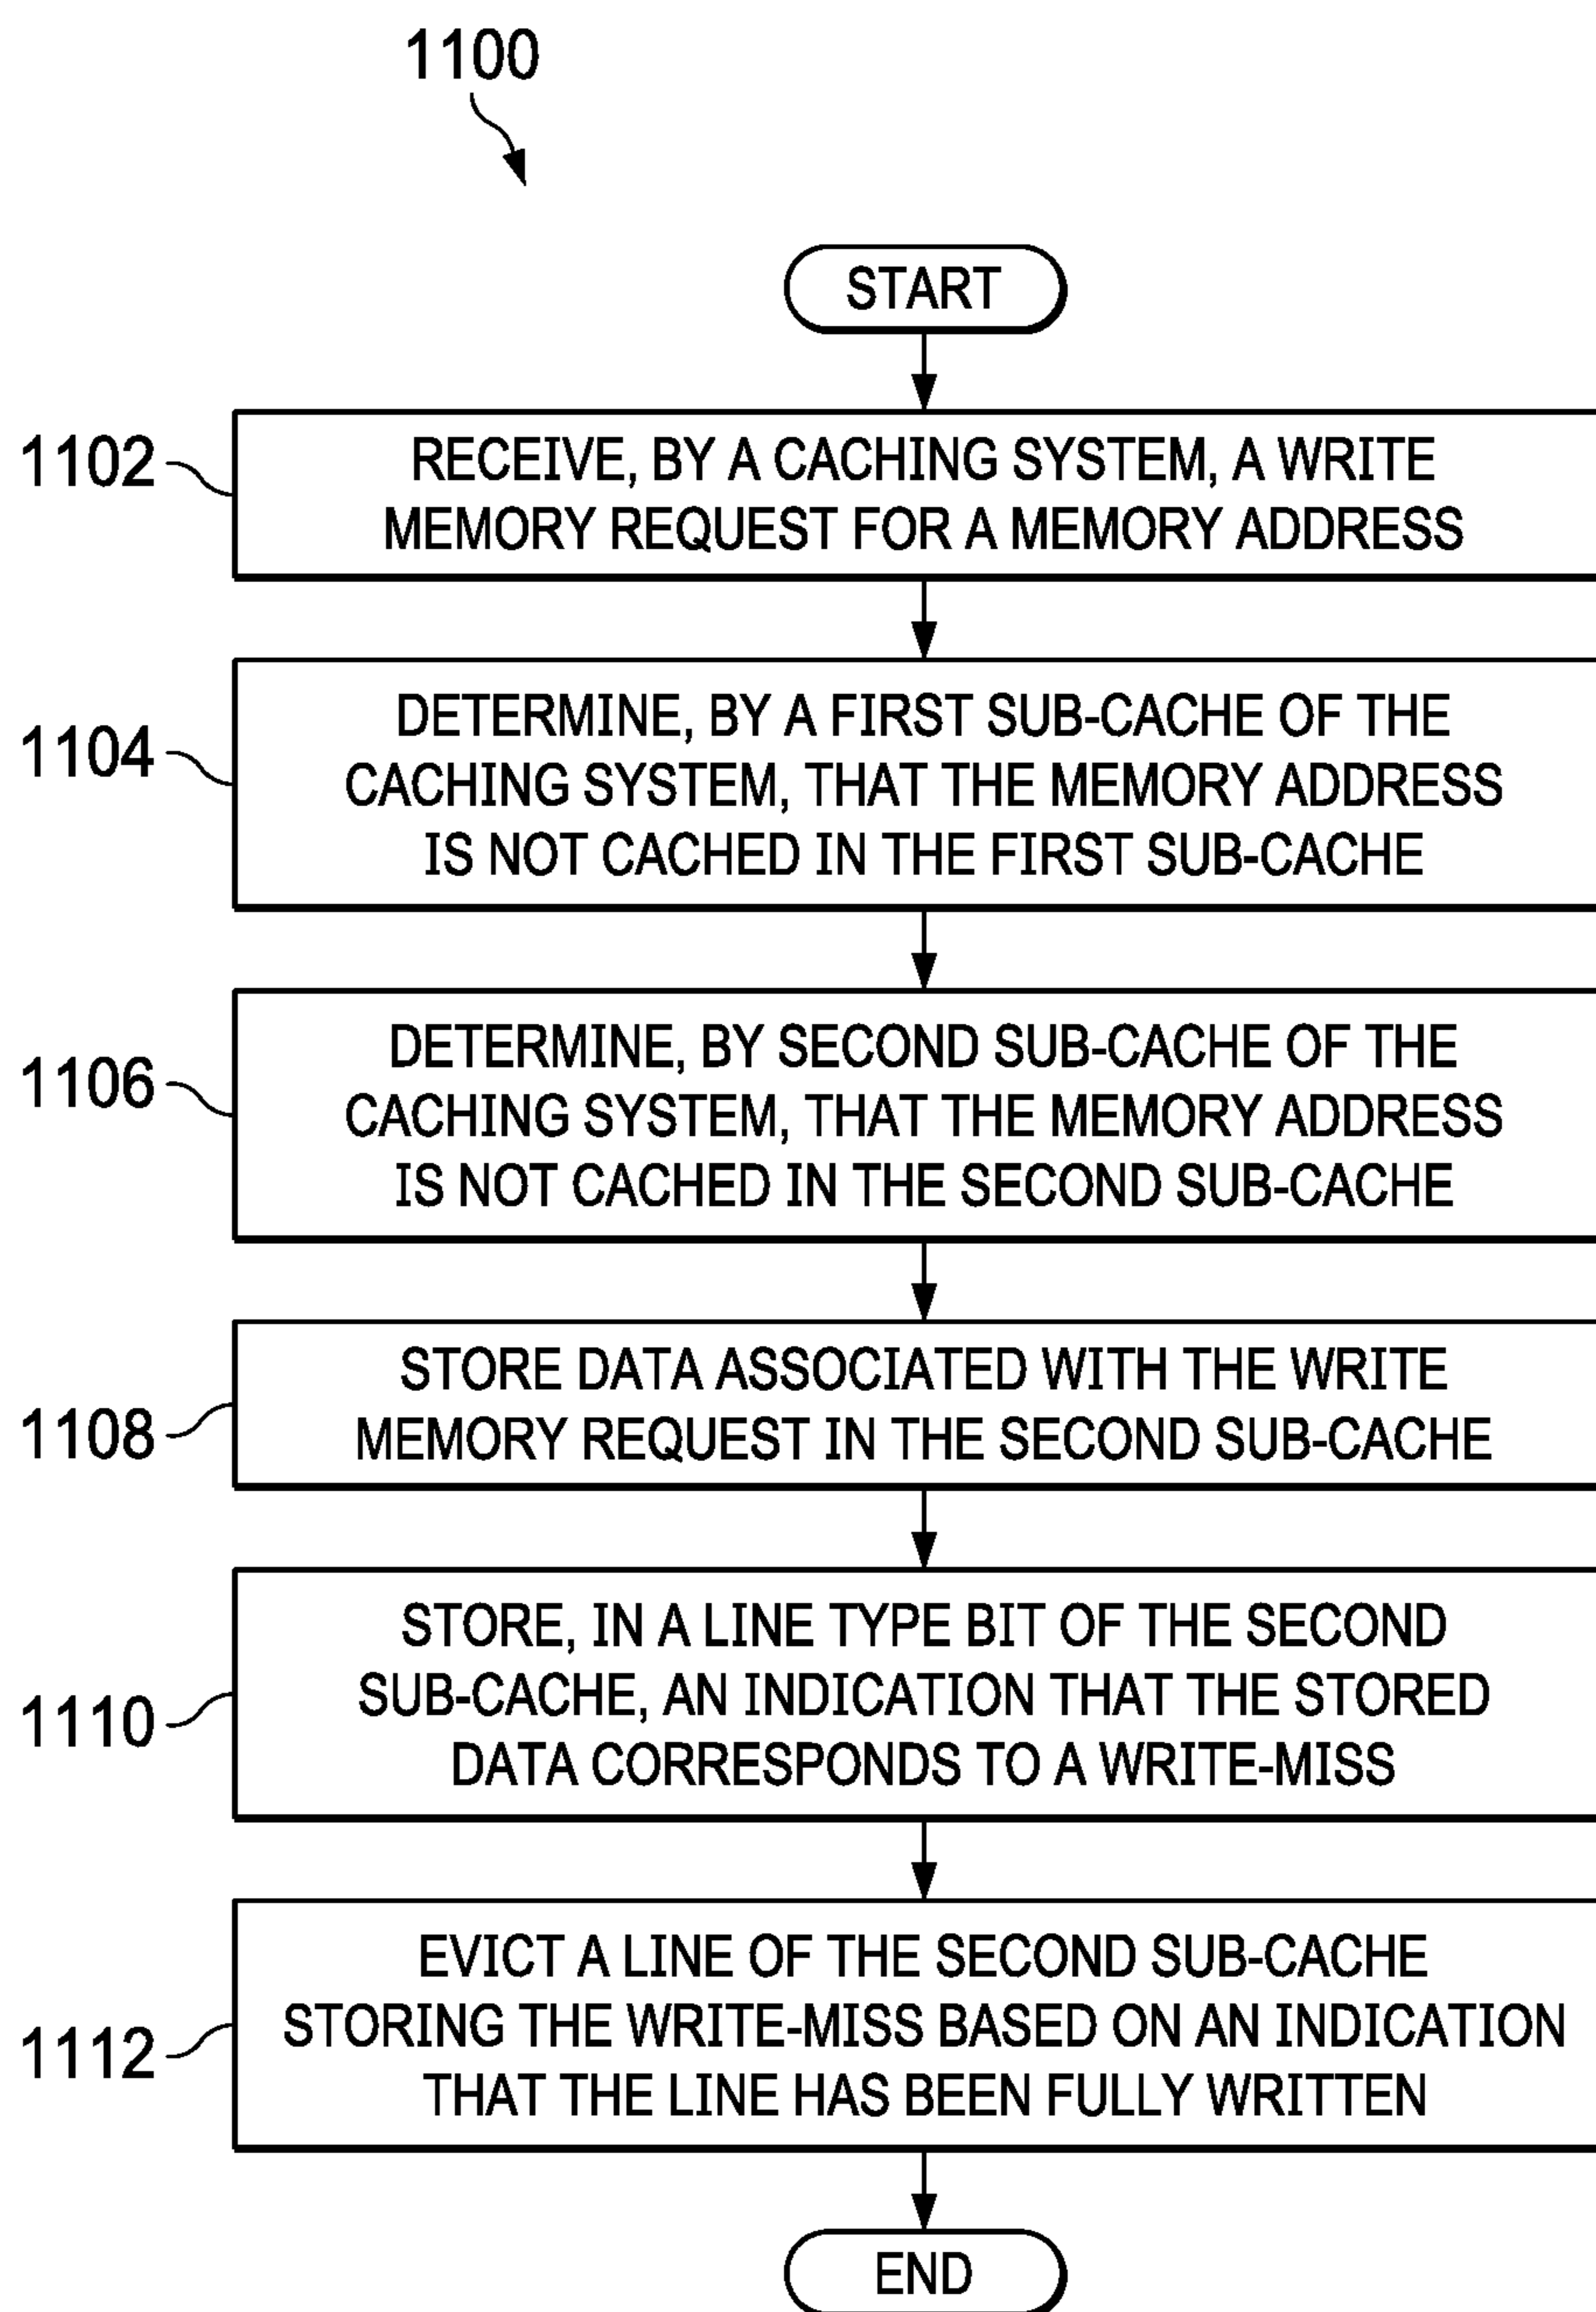 1100
START
1102
RECEIVE, BY A CACHING SYSTEM, A WRITE
MEMORY REQUEST FOR A MEMORY ADDRESS
1104
DETERMINE, BY A FIRST SUB-CACHE OF THE
CACHING SYSTEM, THAT THE MEMORY ADDRESS
IS NOT CACHED IN THE FIRST SUB-CACHE
1106
DETERMINE, BY SECOND SUB-CACHE OF THE
CACHING SYSTEM, THAT THE MEMORY ADDRESS
IS NOT CACHED IN THE SECOND SUB-CACHE
1108
STORE DATA ASSOCIATED WITH THE WRITE
MEMORY REQUEST IN THE SECOND SUB-CACHE
1110
STORE, IN A LINE TYPE BIT OF THE SECOND
SUB-CACHE, AN INDICATION THAT THE STORED
DATA CORRESPONDS TO A WRITE-MISS
1112
EVICT A LINE OF THE SECOND SUB-CACHE
STORING THE WRITE-MISS BASED ON AN INDICATION
THAT THE LINE HAS BEEN FULLY WRITTEN
END